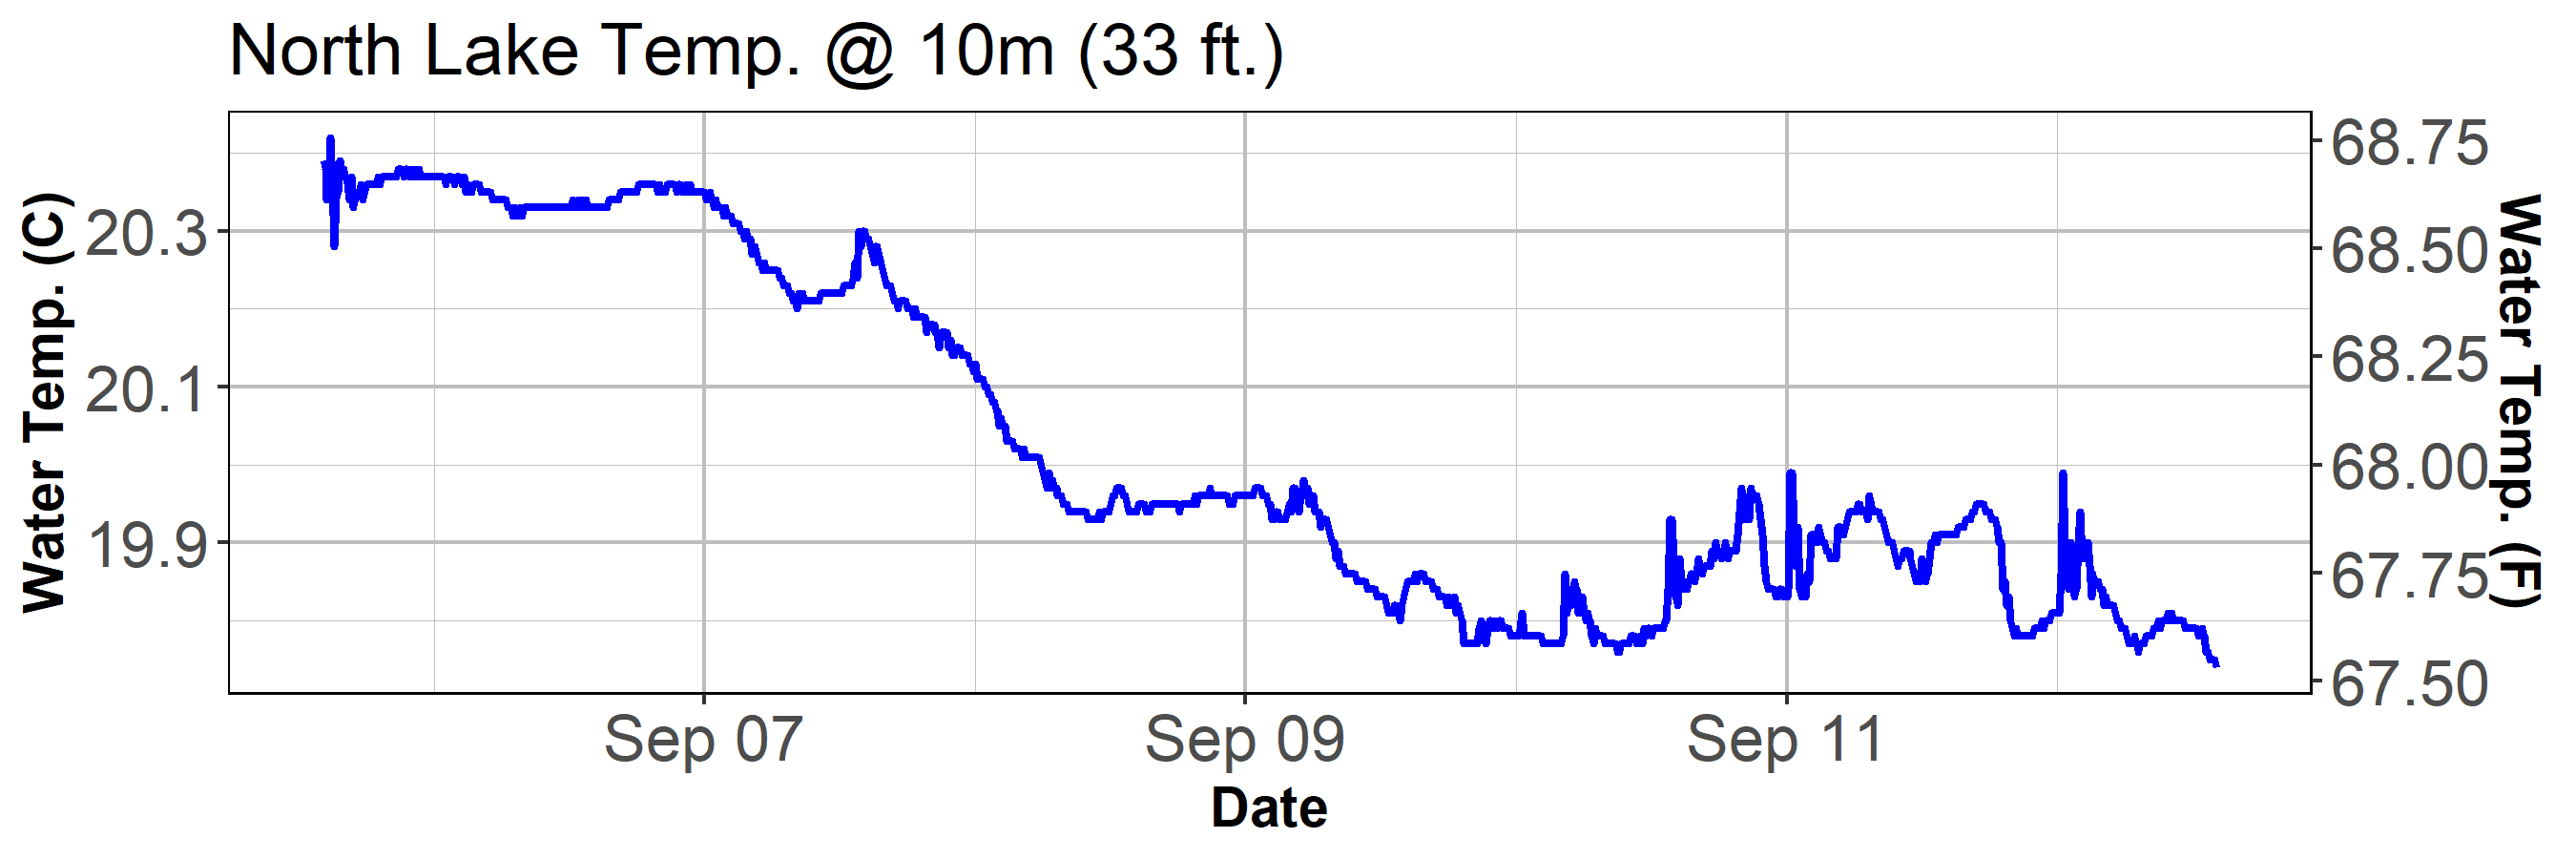 North Lake Temp. @ 10m (33 ft.)
Water Temp. (C)
20.3
20.1
19.9
68.75
68.50
68.25
68.00
67.75
67.50
Water Temp. (F)
Sep 07
Sep 09
Sep 11
Date